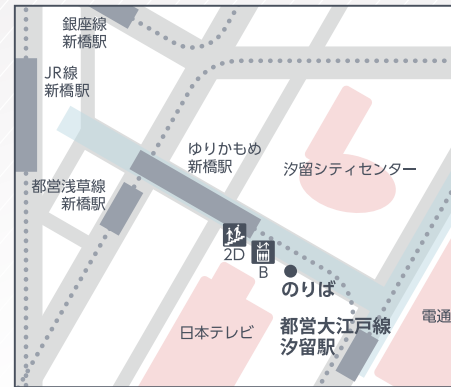 銀座線
新橋駅
JR線
新橋駅
ゆりかもめ
新橋駅
汐留シティセンター
都営浅草線
新橋駅
2D
B
のりば
日本テレビ
都営大江戸線
汐留駅
電通